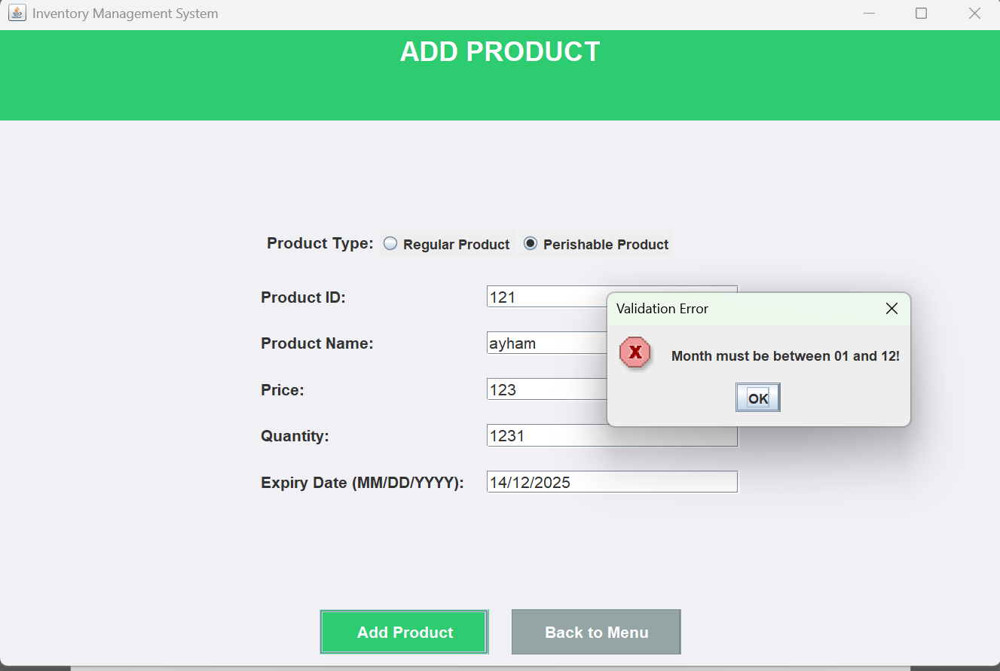 Inventory Management System
ADD PRODUCT
Product Type: Regular Product Perishable Product
Product ID: 121
Validation Error
Product Name: ayham
Month must be between 01 and 12!
Price: 123
OK
Quantity: 1231
Expiry Date (MM/DD/YYYY): 14/12/2025
Add Product Back to Menu